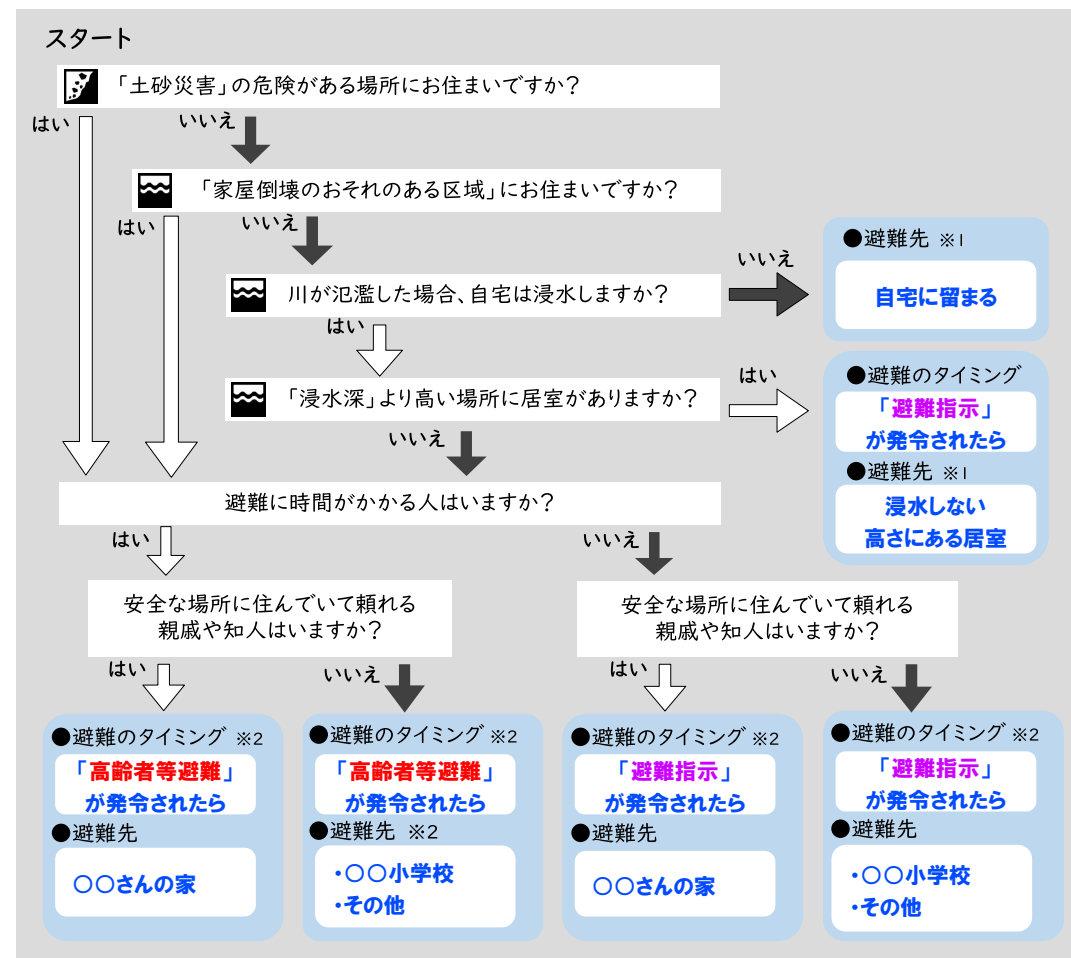 スタート
「土砂災害」の危険がある場所にお住まいですか？
はい
いいえ
「家屋倒壊のおそれのある区域」にお住まいですか？
はい
いいえ
川が氾濫した場合、自宅は浸水しますか？
いいえ
はい
●避難先 ※1
自宅に留まる
「浸水深」より高い場所に居室がありますか？
はい
いいえ
●避難のタイミング
「避難指示」
が発令されたら
●避難先 ※1
浸水しない
高さにある居室
避難に時間がかかる人はいますか？
はい
いいえ
安全な場所に住んでいて頼れる
親戚や知人はいますか？
安全な場所に住んでいて頼れる
親戚や知人はいますか？
はい
いいえ
はい
いいえ
●避難のタイミング ※2
「高齢者等避難」
が発令されたら
●避難先
〇〇さんの家
●避難のタイミング ※2
「高齢者等避難」
が発令されたら
●避難先 ※2
・〇〇小学校
・その他
●避難のタイミング ※2
「避難指示」
が発令されたら
●避難先
〇〇さんの家
●避難のタイミング ※2
「避難指示」
が発令されたら
●避難先
・〇〇小学校
・その他